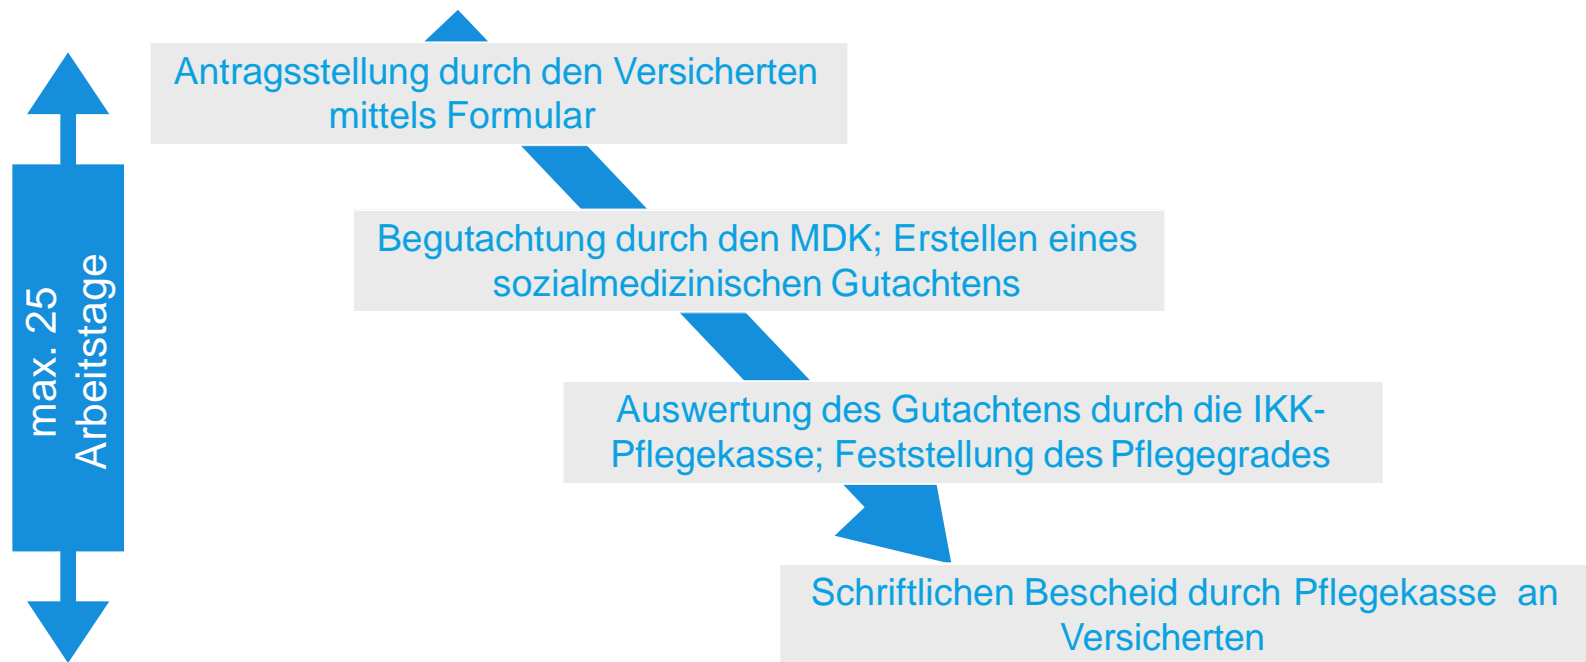 Antragsstellung durch den Versicherten
mittels Formular
max. 25
Arbeitstage
Begutachtung durch den MDK; Erstellen eines
sozialmedizinischen Gutachtens
Auswertung des Gutachtens durch die IKK-
Pflegekasse; Feststellung des Pflegegrades
Schriftlichen Bescheid durch Pflegekasse an
Versicherten